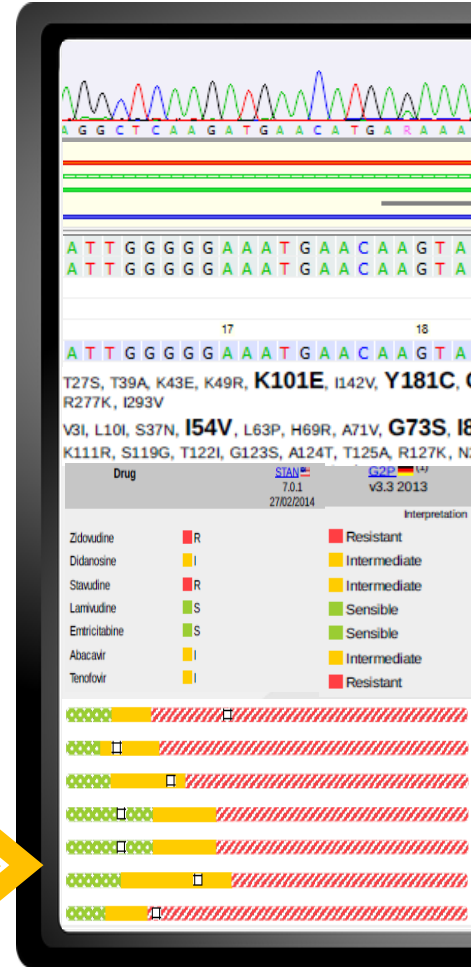 A G G C T C A A G A T G A A C A T G A R A A A
A T T G G G G G A A A T G A A C A A G T A
A T T G G G G G A A A T G A A C A A G T A
17 18
A T T G G G G G A A A T G A A C A A G T A
T27S, T39A, K43E, K49R, K101E, I142V, Y181C,
R277K, I293V
V3I, L10I, S37N, I54V, L63P, H69R, A71V, G73S,
K111R, S119G, T122I, G123S, A124T, T125A, R127K,
Drug STAN G2P (1)
7.0.1 v3.3 2013
27/02/2014
Interpretation
Zidovudine R Resistant
Didanosine I Intermediate
Stavudine R Intermediate
Lamivudine S Sensible
Emtricitabine S Sensible
Abacavir I Intermediate
Tenofovir I Resistant